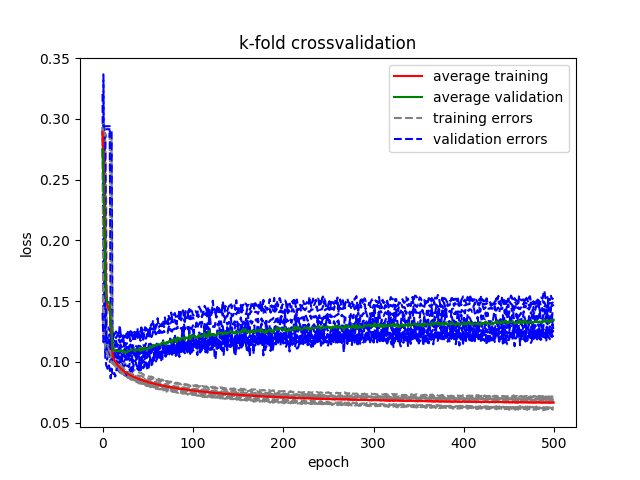 k-fold crossvalidation
0.35
0.30
0.25
0.20
0.15
0.10
0.05
loss
average training
average validation
training errors
validation errors
0 100 200 300 400 500
epoch